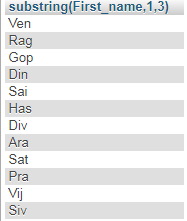 substring(First_name,1,3)
Ven
Rag
Gop
Din
Sai
Has
Div
Ara
Sat
Pra
Vij
Siv